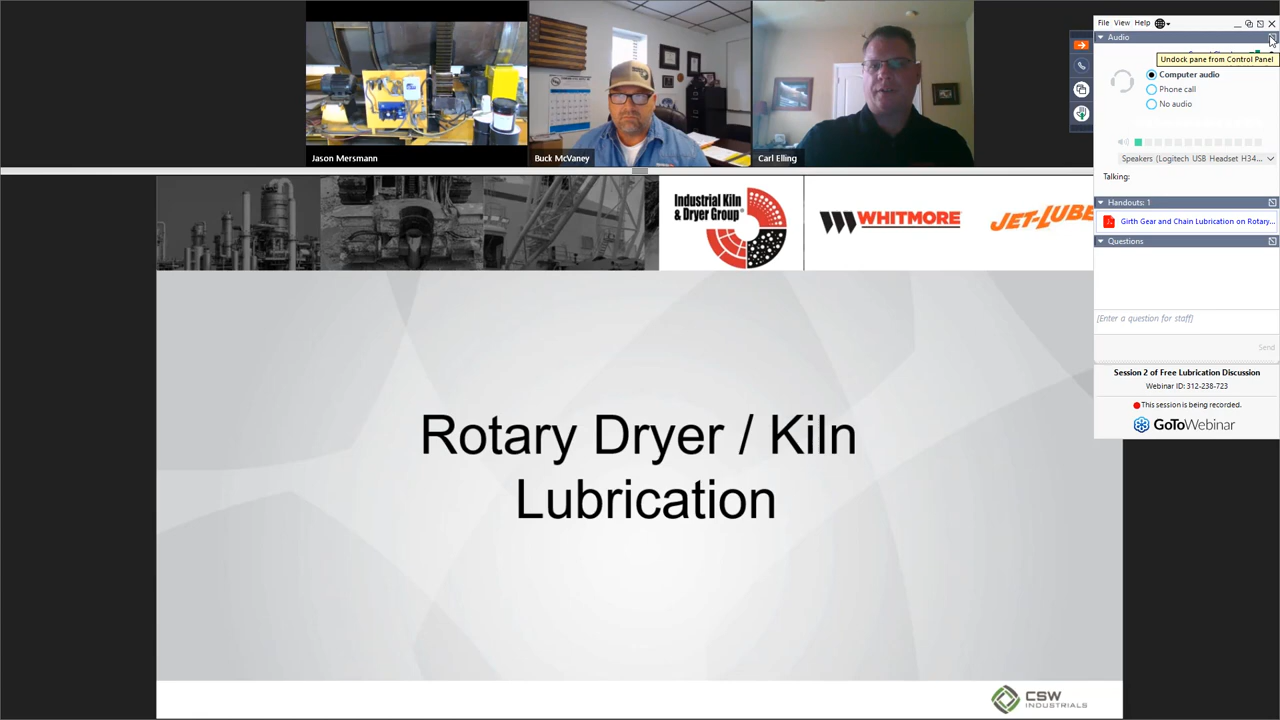 Jason Mersmann
Buck McVaney
Carl Elling
Industrial Kiln
& Dryer Group®
WHITMORE
JET-LUBE
Rotary Dryer / Kiln
Lubrication
CSW
INDUSTRIALS
File View Help
Audio
Undock pane from Control Panel
Computer audio
Phone call
No audio
Speakers (Logitech USB Headset H34...
Talking:
Handouts: 1
Girth Gear and Chain Lubrication on Rotary...
Questions
[Enter a question for staff]
Send
Session 2 of Free Lubrication Discussion
Webinar ID: 312-238-723
This session is being recorded.
GoToWebinar